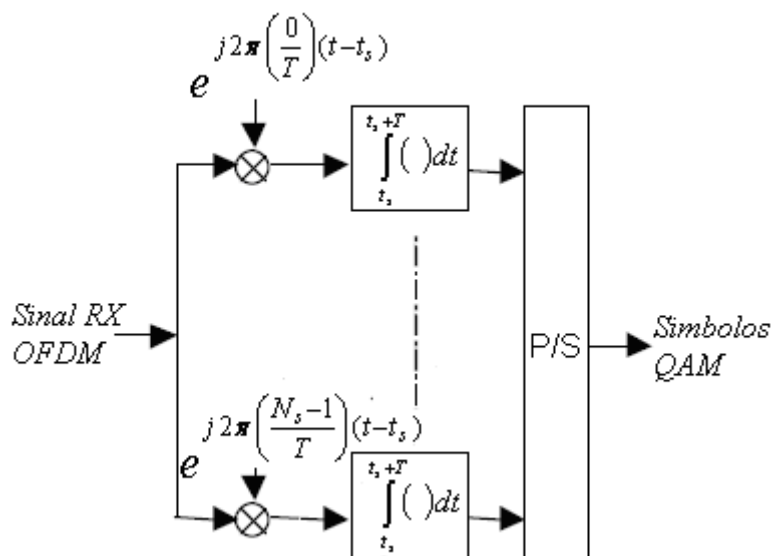 e^{j2π(0/T)(t-t_s)}
∫_{t_s}^{t_s+T} ( )dt
Sinal RX
OFDM
P/S
Simbolos
QAM
e^{j2π((N_s-1)/T)(t-t_s)}
∫_{t_s}^{t_s+T} ( )dt